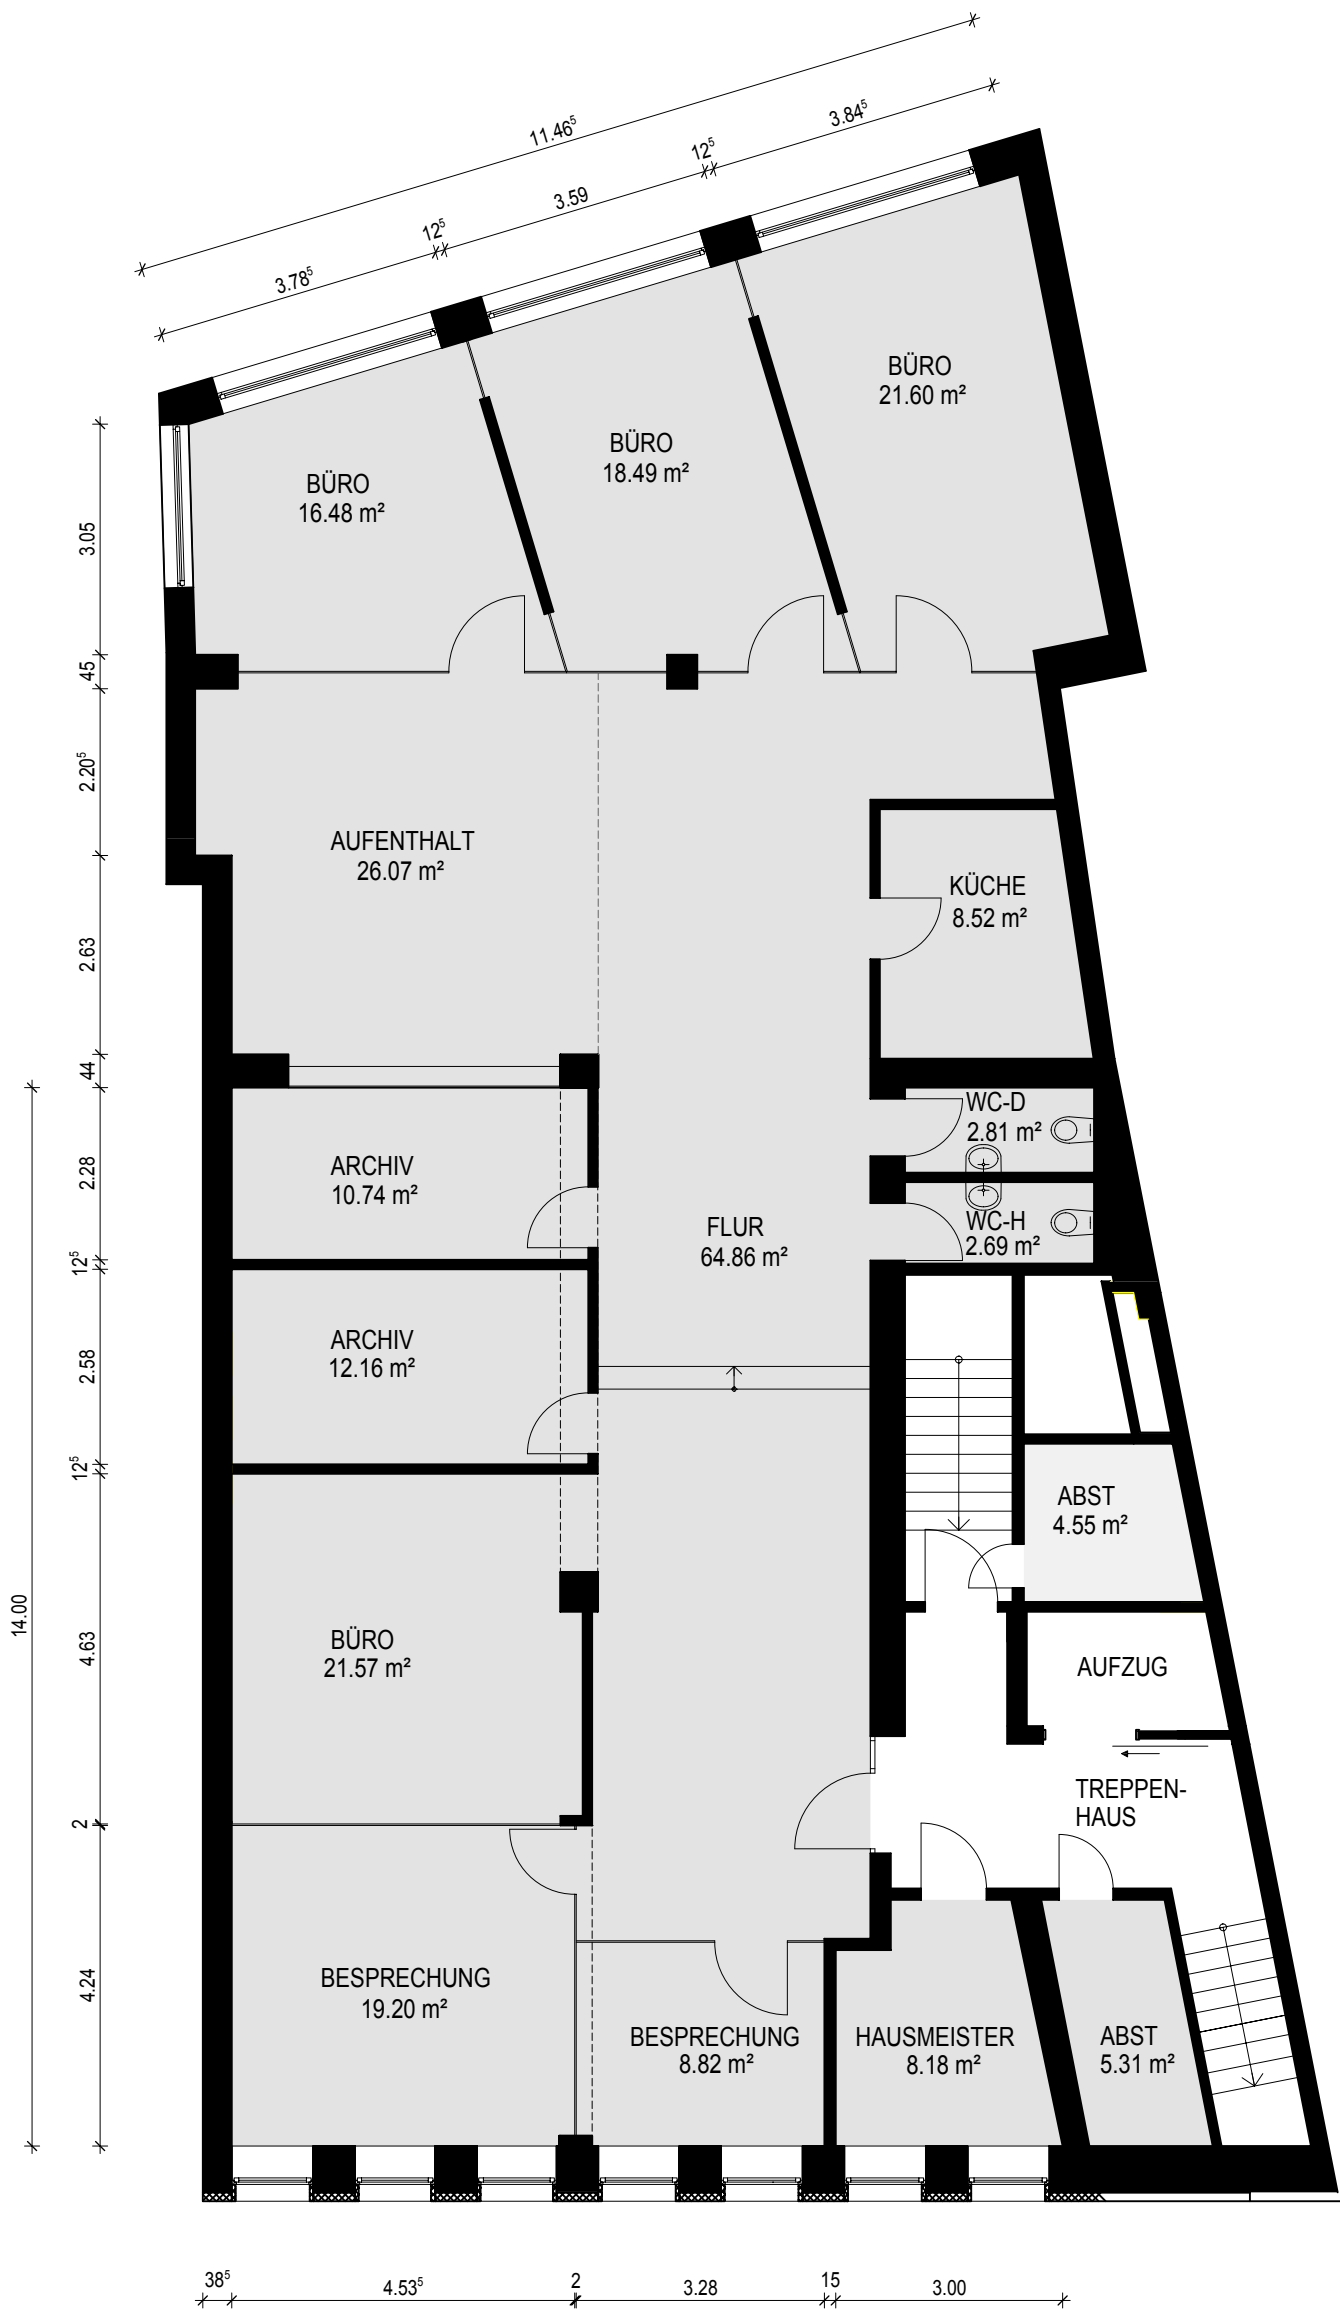 11.46⁵
3.78⁵
12⁵
3.59
12⁵
3.84⁵
BÜRO
21.60 m²
BÜRO
18.49 m²
BÜRO
16.48 m²
3.05
45
2.20⁵
2.63
44
2.28
12⁵
2.58
12⁵
4.63
2
4.24
14.00
AUFENTHALT
26.07 m²
KÜCHE
8.52 m²
WC-D
2.81 m²
WC-H
2.69 m²
ARCHIV
10.74 m²
FLUR
64.86 m²
ARCHIV
12.16 m²
ABST
4.55 m²
BÜRO
21.57 m²
AUFZUG
TREPPEN-
HAUS
BESPRECHUNG
19.20 m²
BESPRECHUNG
8.82 m²
HAUSMEISTER
8.18 m²
ABST
5.31 m²
38⁵
4.53⁵
2
3.28
15
3.00